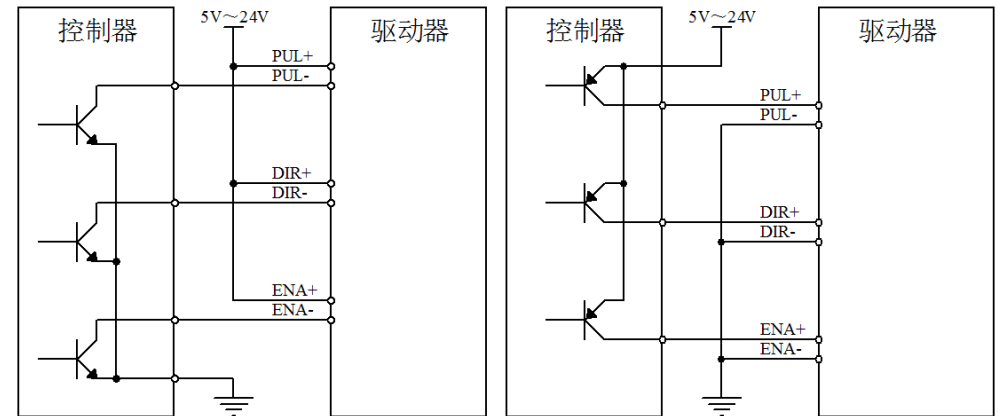 控制器
5V～24V
驱动器
PUL+
PUL-
DIR+
DIR-
ENA+
ENA-
控制器
5V～24V
驱动器
PUL+
PUL-
DIR+
DIR-
ENA+
ENA-